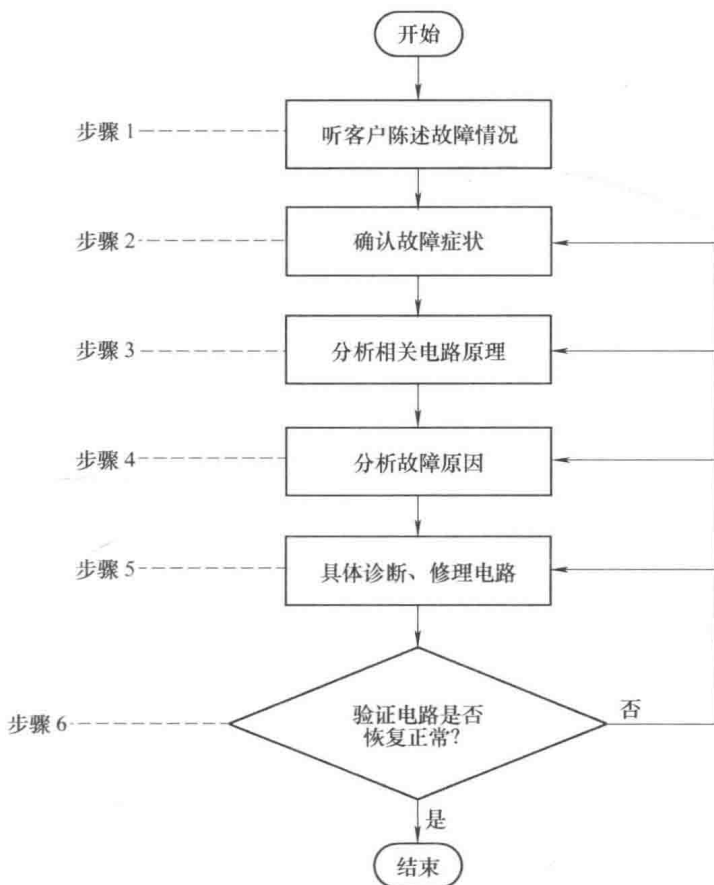 开始
步骤 1
听客户陈述故障情况
步骤 2
确认故障症状
步骤 3
分析相关电路原理
步骤 4
分析故障原因
步骤 5
具体诊断、修理电路
步骤 6
验证电路是否
恢复正常?
否
是
结束